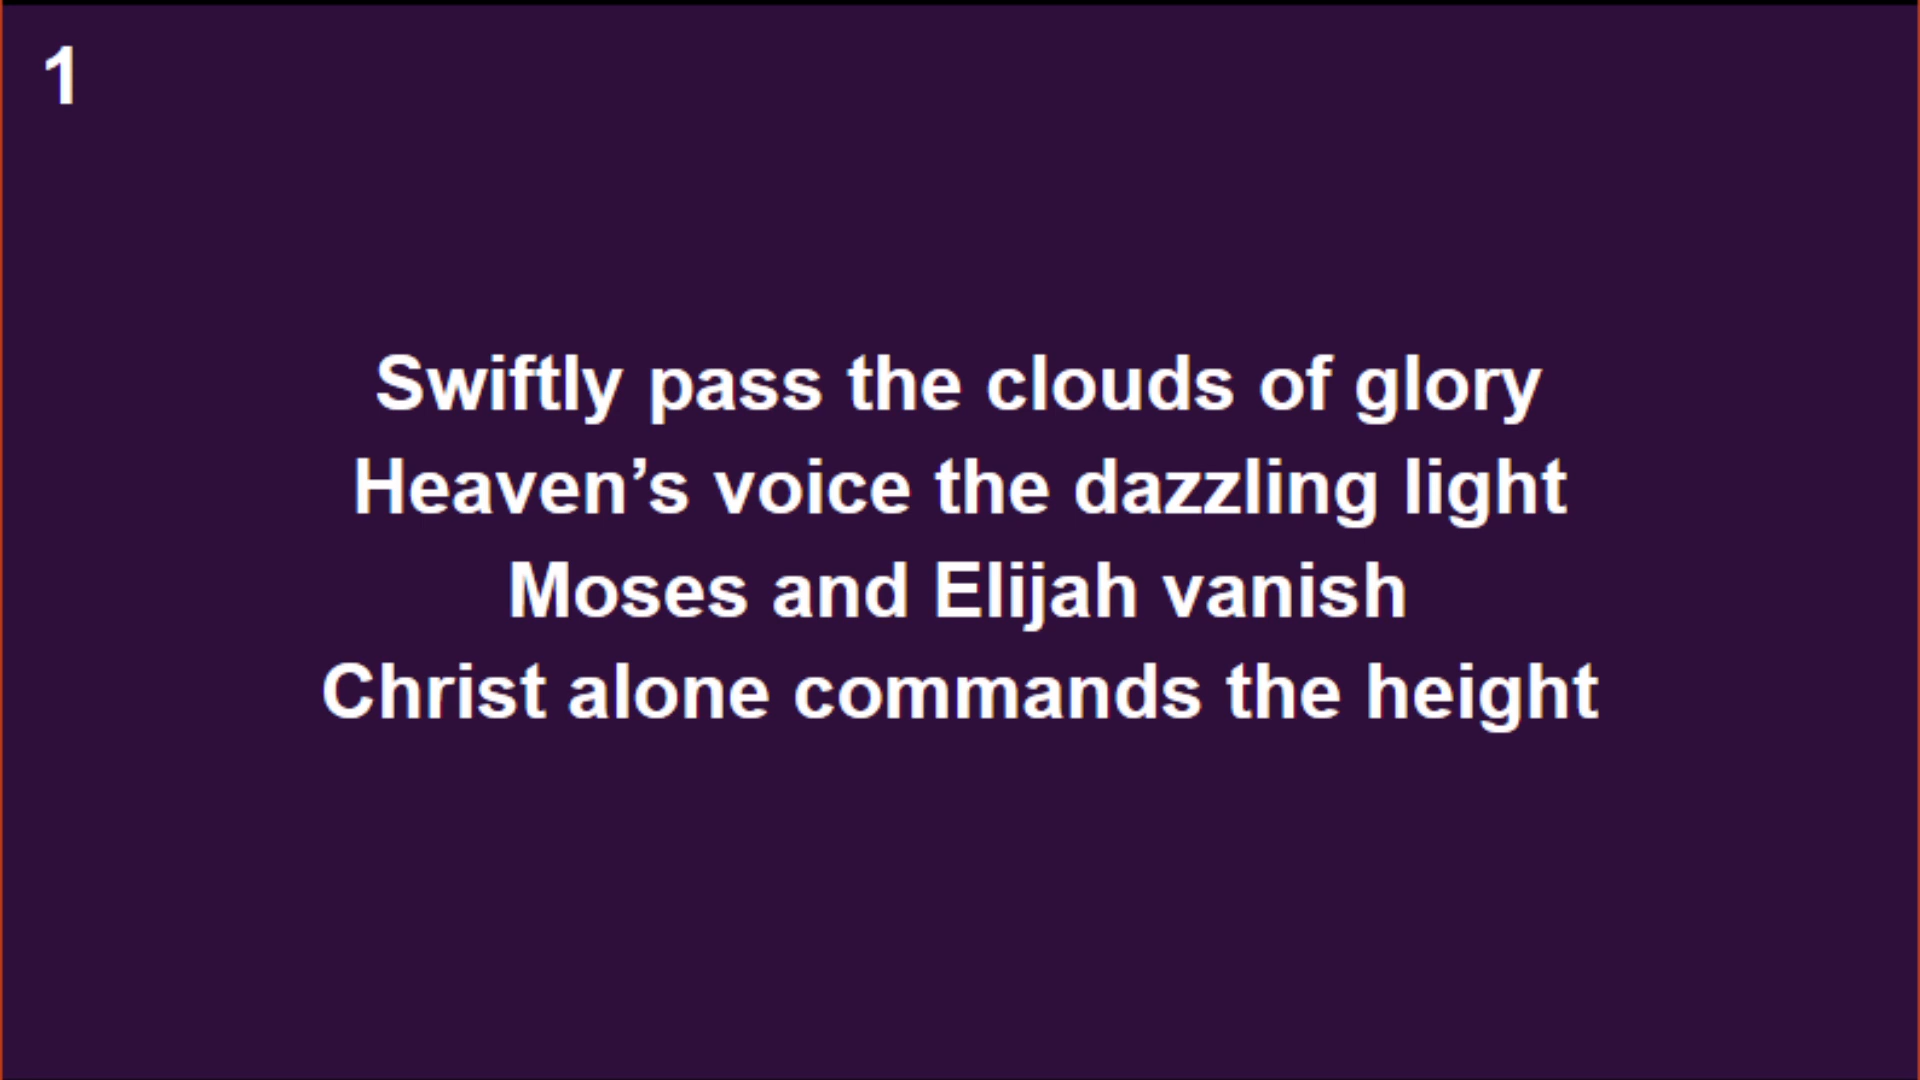 1
Swiftly pass the clouds of glory
Heaven’s voice the dazzling light
Moses and Elijah vanish
Christ alone commands the height